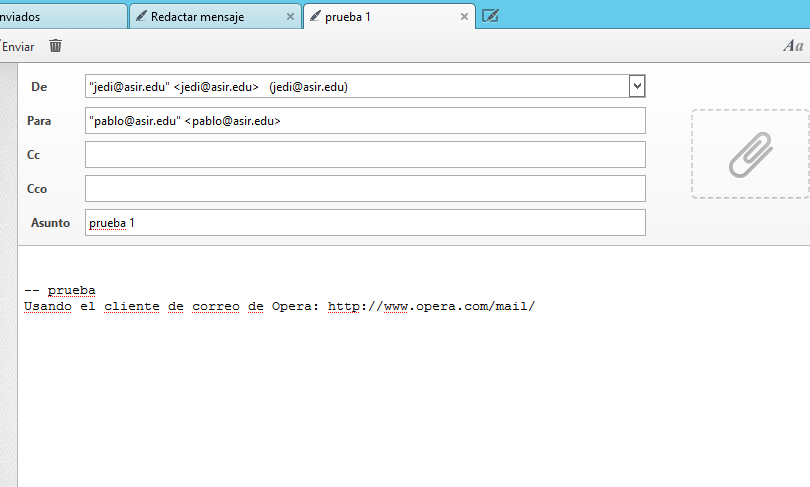 nviados
Redactar mensaje
prueba 1
Enviar
Aa
De
"jedi@asir.edu" <jedi@asir.edu> (jedi@asir.edu)
Para
"pablo@asir.edu" <pablo@asir.edu>
Cc
Cco
Asunto
prueba 1
-- prueba
Usando el cliente de correo de Opera: http://www.opera.com/mail/